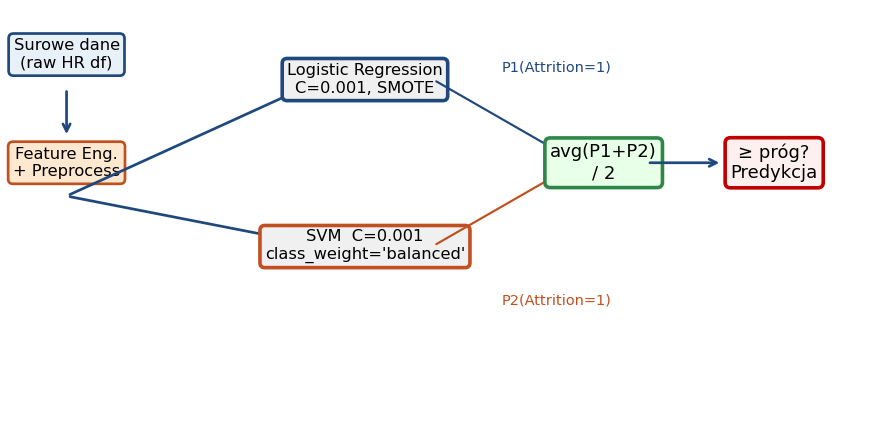 Surowe dane
(raw HR df)
Feature Eng.
+ Preprocess
Logistic Regression
C=0.001, SMOTE
SVM  C=0.001
class_weight='balanced'
P1(Attrition=1)
P2(Attrition=1)
avg(P1+P2)
/ 2
≥ próg?
Predykcja